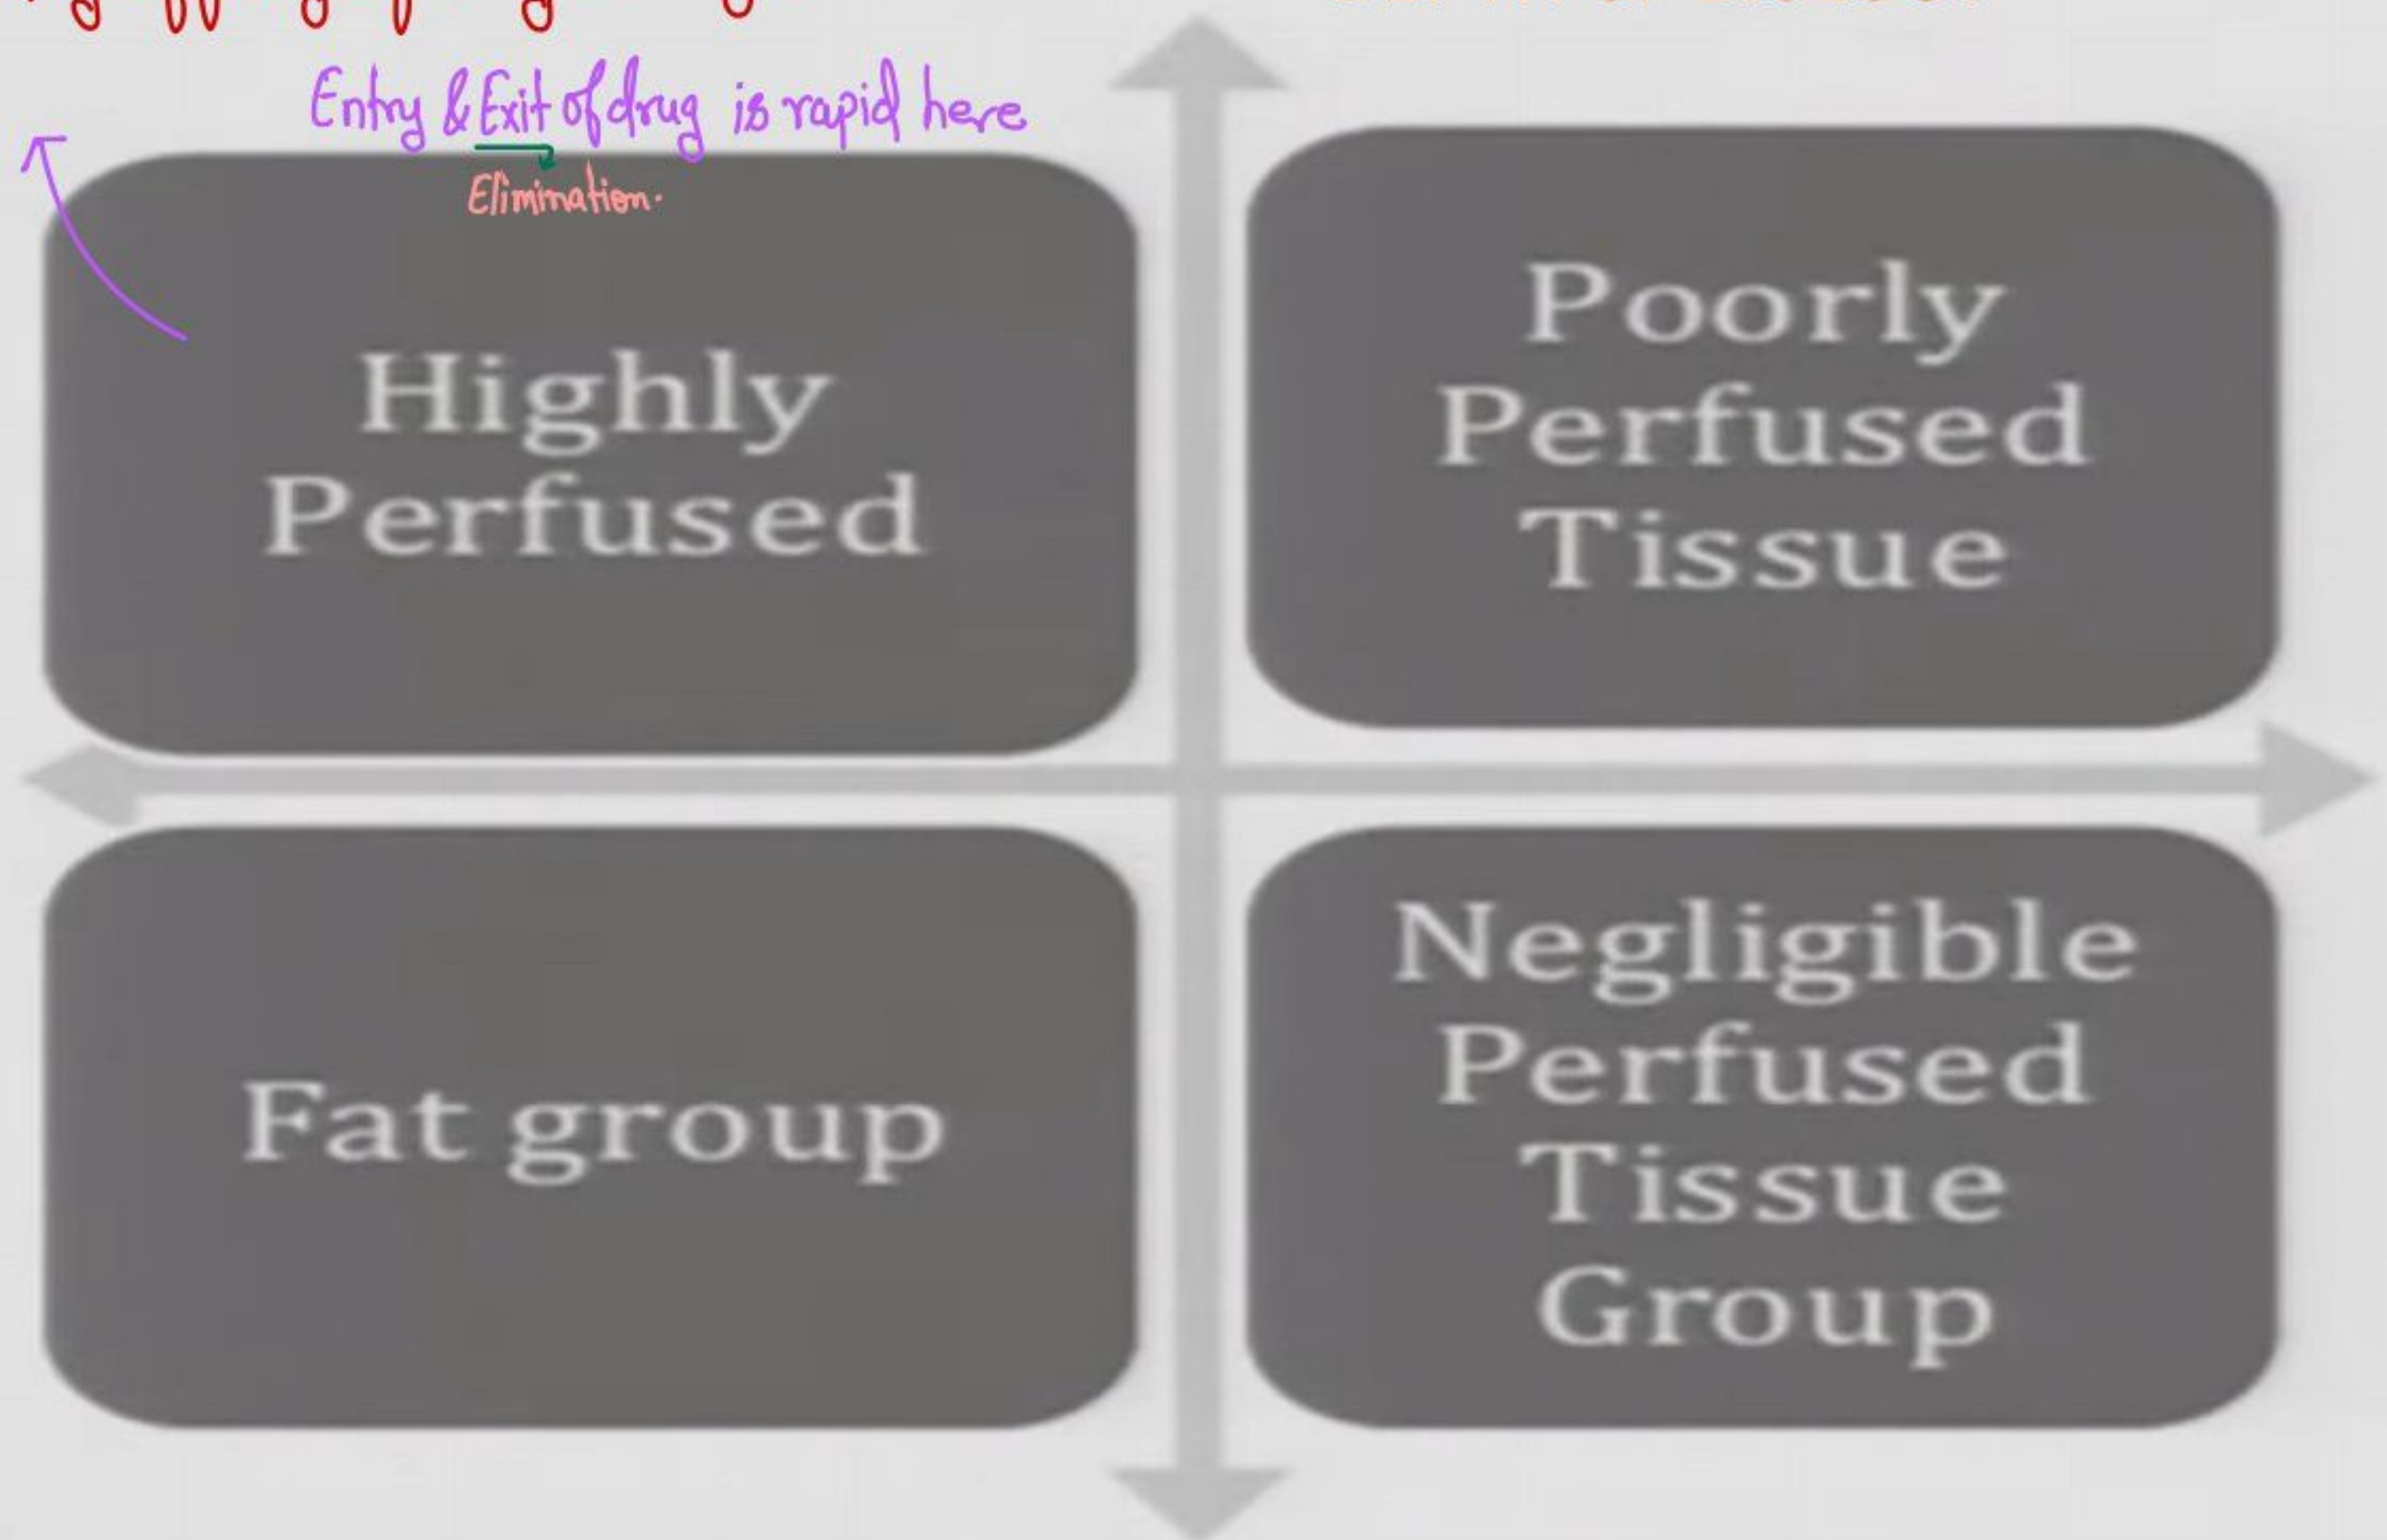 Entry & Exit of drug is rapid here
Elimination.
Highly
Perfused
Poorly
Perfused
Tissue
Fat group
Negligible
Perfused
Tissue
Group